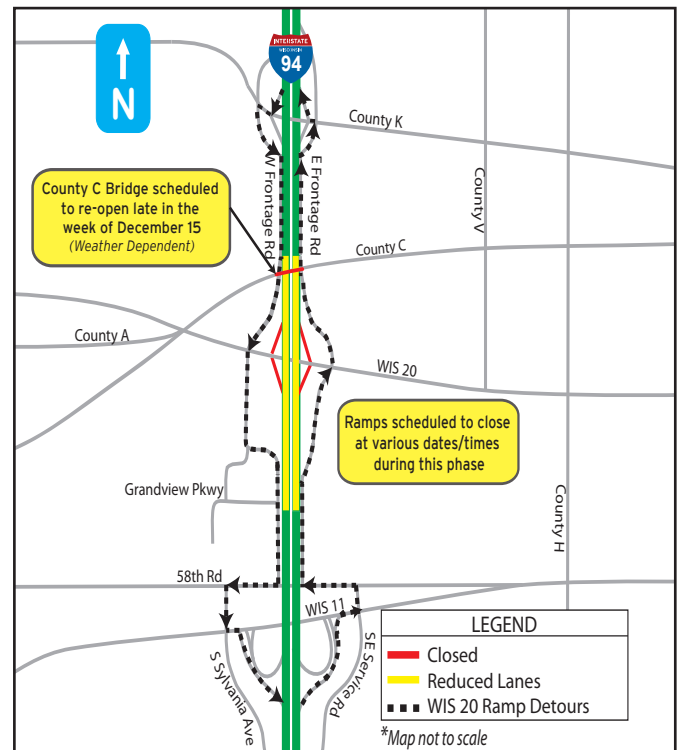 INTERSTATE
WISCONSIN
94
N
County K
W Frontage Rd
E Frontage Rd
County V
County C Bridge scheduled
to re-open late in the
week of December 15
(Weather Dependent)
County C
County A
WIS 20
Ramps scheduled to close
at various dates/times
during this phase
Grandview Pkwy
County H
58th Rd
WIS 11
S Sylvania Ave
SE Service Rd
LEGEND
Closed
Reduced Lanes
WIS 20 Ramp Detours
*Map not to scale